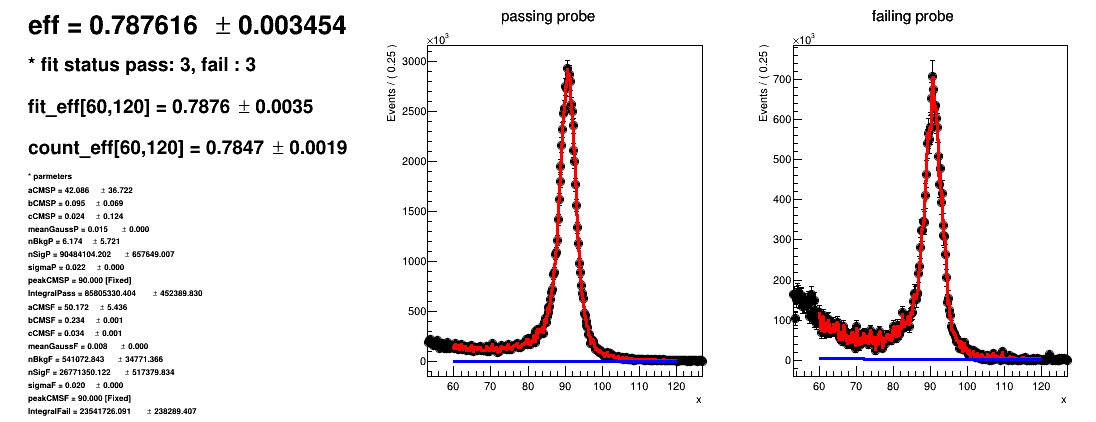 eff = 0.787616 ± 0.003454
* fit status pass: 3, fail : 3
fit_eff[60,120] = 0.7876 ± 0.0035
count_eff[60,120] = 0.7847 ± 0.0019
* parmeters
aCMSP = 42.086 ± 36.722
bCMSP = 0.095 ± 0.069
cCMSP = 0.024 ± 0.124
meanGaussP = 0.015 ± 0.000
nBkgP = 6.174 ± 5.721
nSigP = 90484104.202 ± 657649.007
sigmaP = 0.022 ± 0.000
peakCMSP = 90.000 [Fixed]
IntegralPass = 85805330.404 ± 452389.830
aCMSF = 50.172 ± 5.436
bCMSF = 0.234 ± 0.001
cCMSF = 0.034 ± 0.001
meanGaussF = 0.008 ± 0.000
nBkgF = 541072.843 ± 34771.366
nSigF = 26771350.122 ± 517379.834
sigmaF = 0.020 ± 0.000
peakCMSF = 90.000 [Fixed]
IntegralFail = 23541726.091 ± 238289.407
passing probe
×10³
Events / ( 0.25 )
3000
2500
2000
1500
1000
500
0
60 70 80 90 100 110 120
x
failing probe
×10³
Events / ( 0.25 )
700
600
500
400
300
200
100
0
60 70 80 90 100 110 120
x